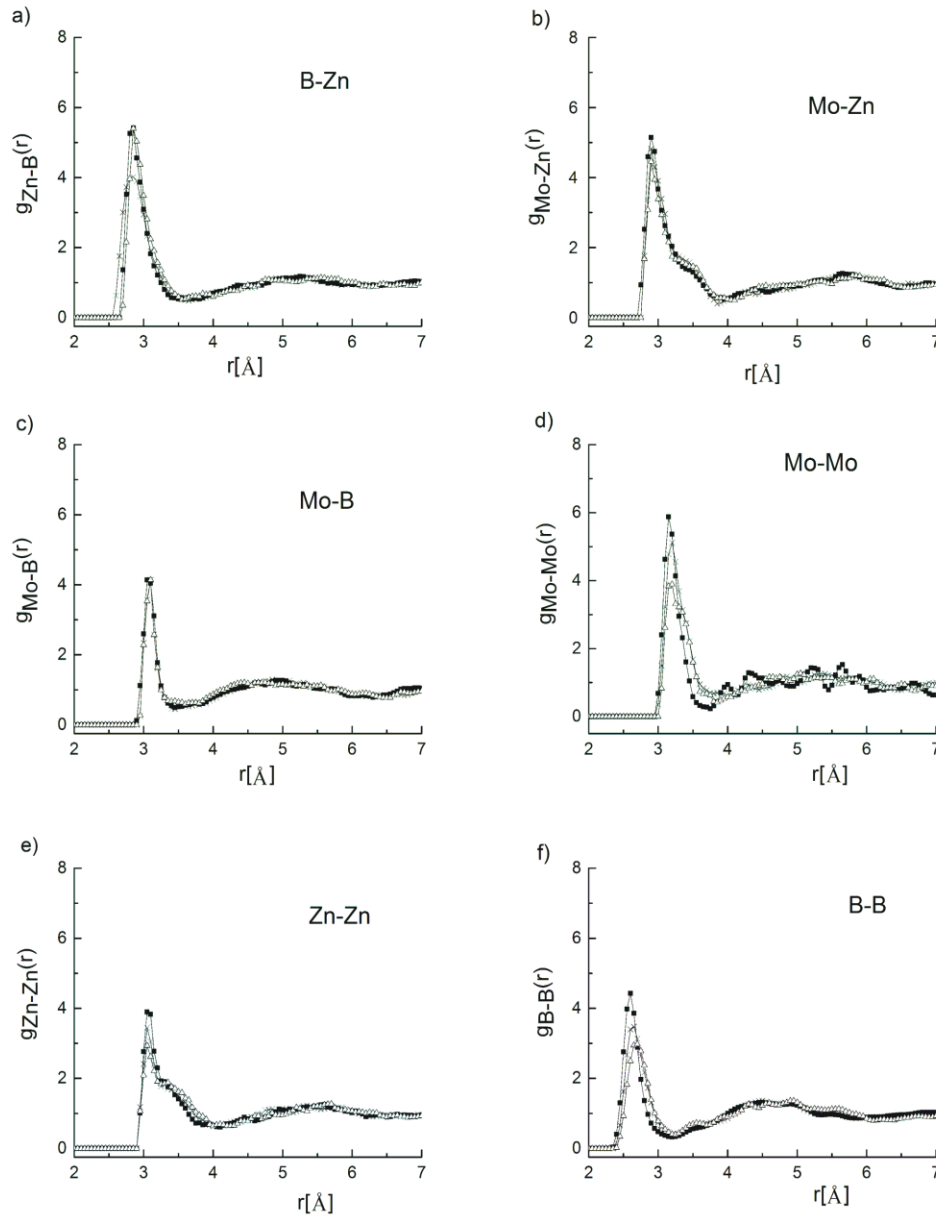 a)
B-Zn
gZn-B(r)
8
6
4
2
0
2 3 4 5 6 7
r[Å]
b)
Mo-Zn
gMo-Zn(r)
8
6
4
2
0
2 3 4 5 6 7
r[Å]
c)
Mo-B
gMo-B(r)
8
6
4
2
0
2 3 4 5 6 7
r[Å]
d)
Mo-Mo
gMo-Mo(r)
8
6
4
2
0
2 3 4 5 6 7
r[Å]
e)
Zn-Zn
gZn-Zn(r)
8
6
4
2
0
2 3 4 5 6 7
r[Å]
f)
B-B
gB-B(r)
8
6
4
2
0
2 3 4 5 6 7
r[Å]